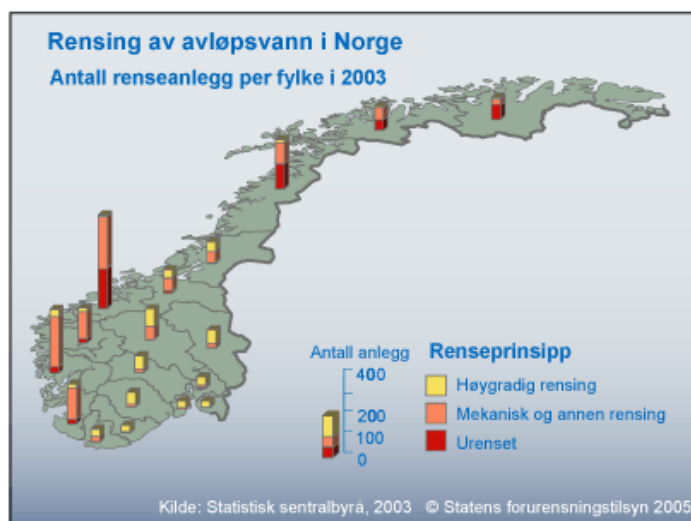 Rensing av avløpsvann i Norge
Antall renseanlegg per fylke i 2003
Antall anlegg
400
200
100
0
Renseprinsipp
Høygradig rensing
Mekanisk og annen rensing
Urenset
Kilde: Statistisk sentralbyrå, 2003 © Statens forurensningstilsyn 2005